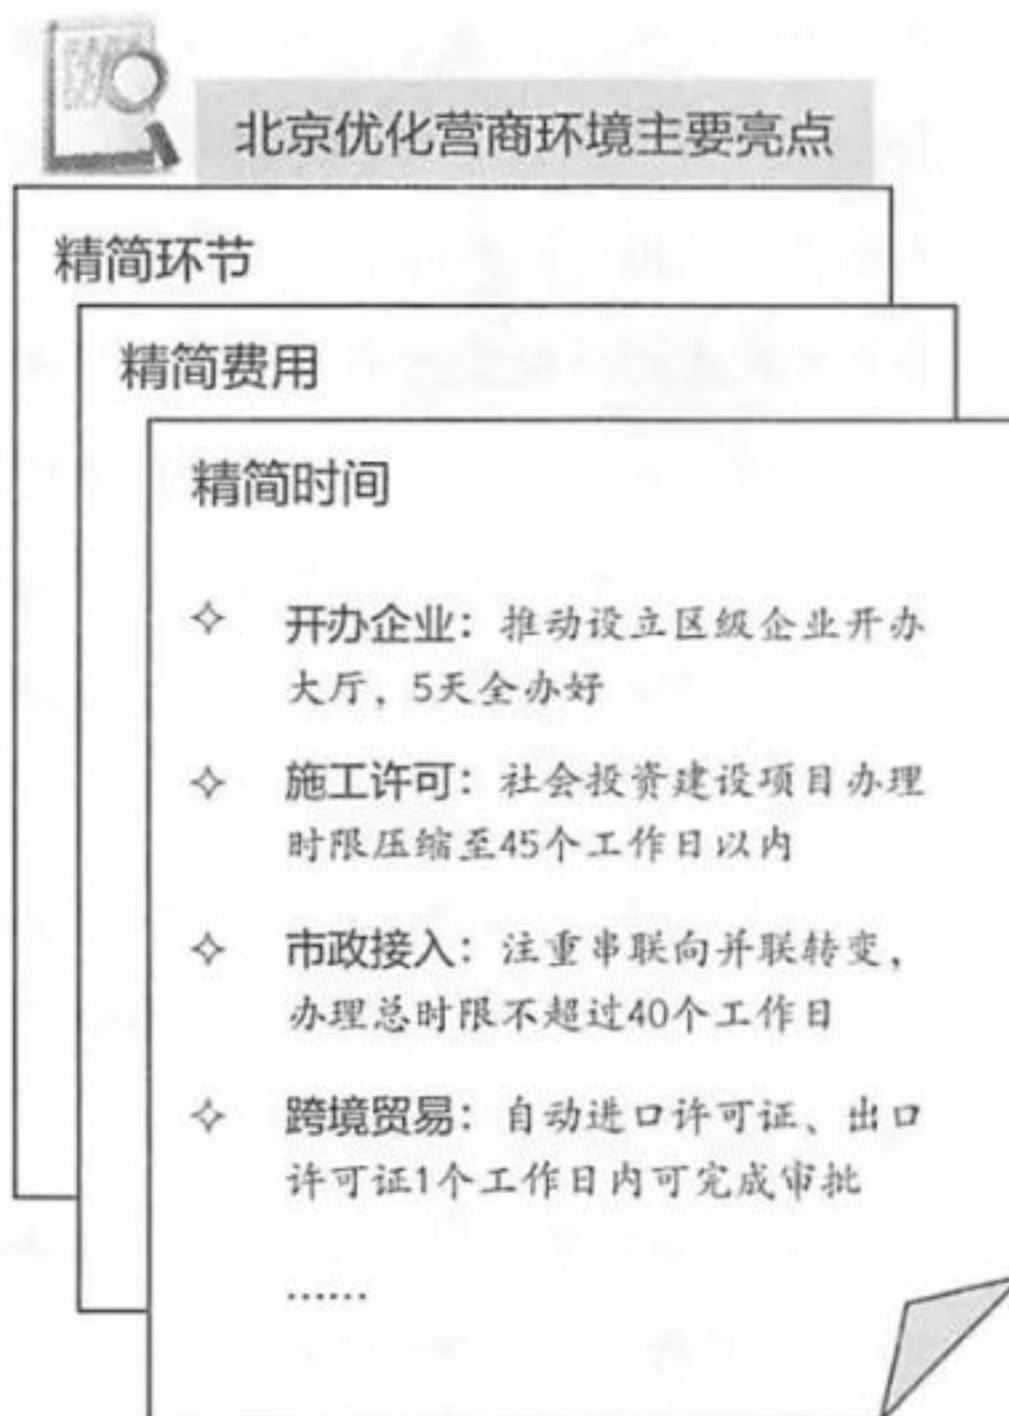 北京优化营商环境主要亮点
精简环节
精简费用
精简时间
✧ 开办企业：推动设立区级企业开办
大厅，5天全办好
✧ 施工许可：社会投资建设项目办理
时限压缩至45个工作日以内
✧ 市政接入：注重串联向并联转变，
办理总时限不超过40个工作日
✧ 跨境贸易：自动进口许可证、出口
许可证1个工作日内可完成审批
……